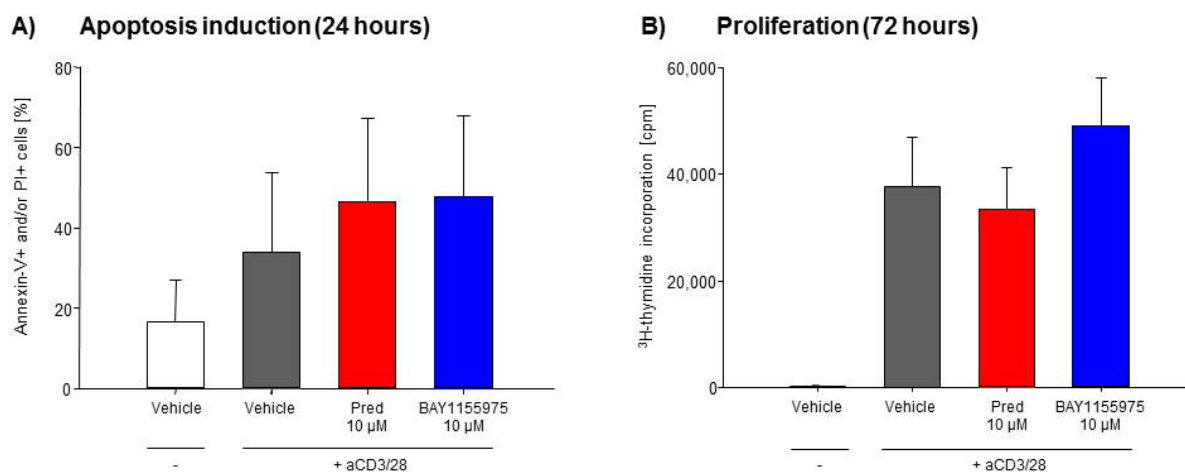 A) Apoptosis induction (24 hours)
80
60
40
20
0
Annexin-V+ and/or PI+ cells [%]
Vehicle Vehicle Pred BAY1155975
10 µM 10 µM
- + aCD3/28
B) Proliferation (72 hours)
60,000
40,000
20,000
0
³H-thymidine incorporation [cpm]
Vehicle Vehicle Pred BAY1155975
10 µM 10 µM
- + aCD3/28